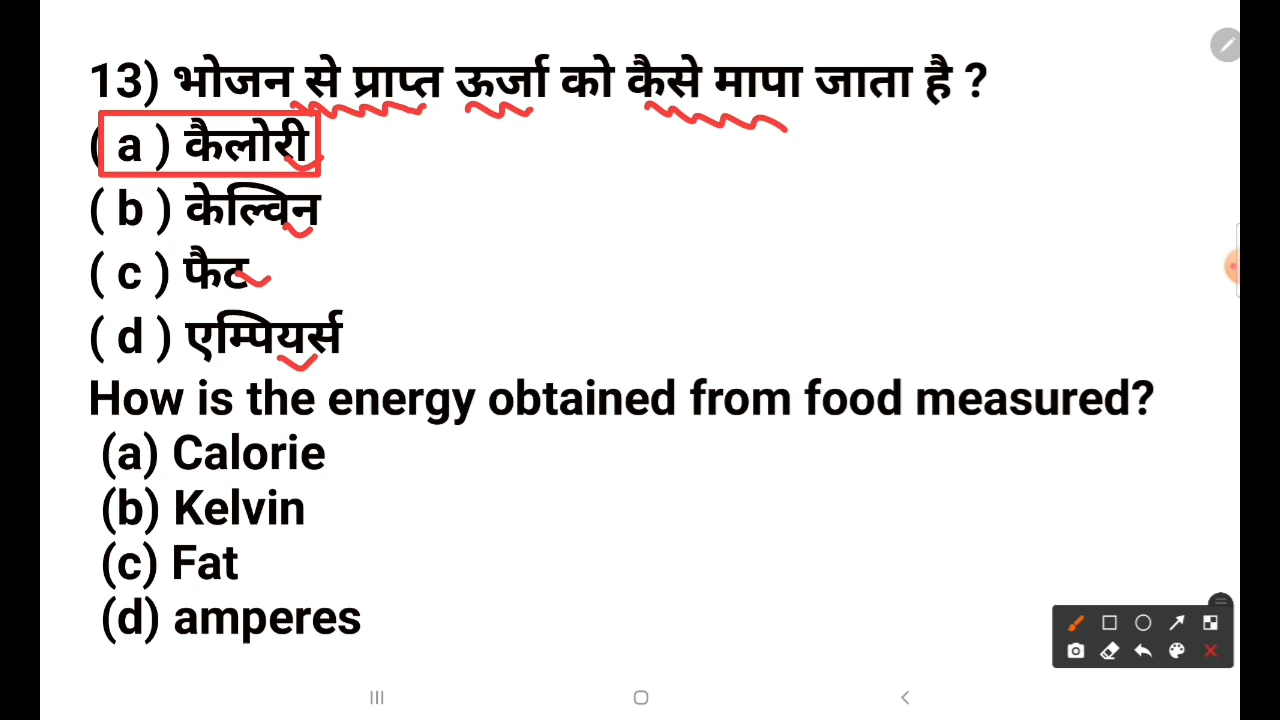 13) भोजन से प्राप्त ऊर्जा को कैसे मापा जाता है ?
( a ) कैलोरी
( b ) केल्विन
( c ) फैट
( d ) एम्पियर्स
How is the energy obtained from food measured?
(a) Calorie
(b) Kelvin
(c) Fat
(d) amperes